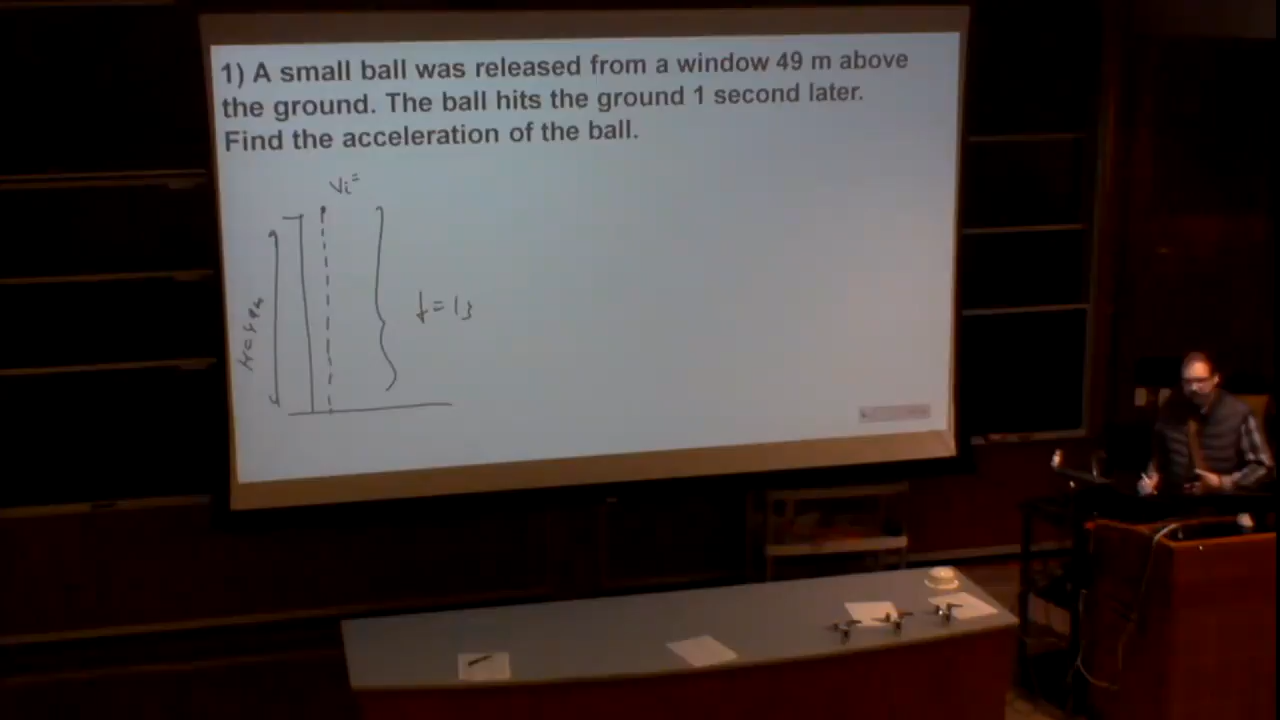 1) A small ball was released from a window 49 m above
the ground. The ball hits the ground 1 second later.
Find the acceleration of the ball.
Vi=
t = 1s